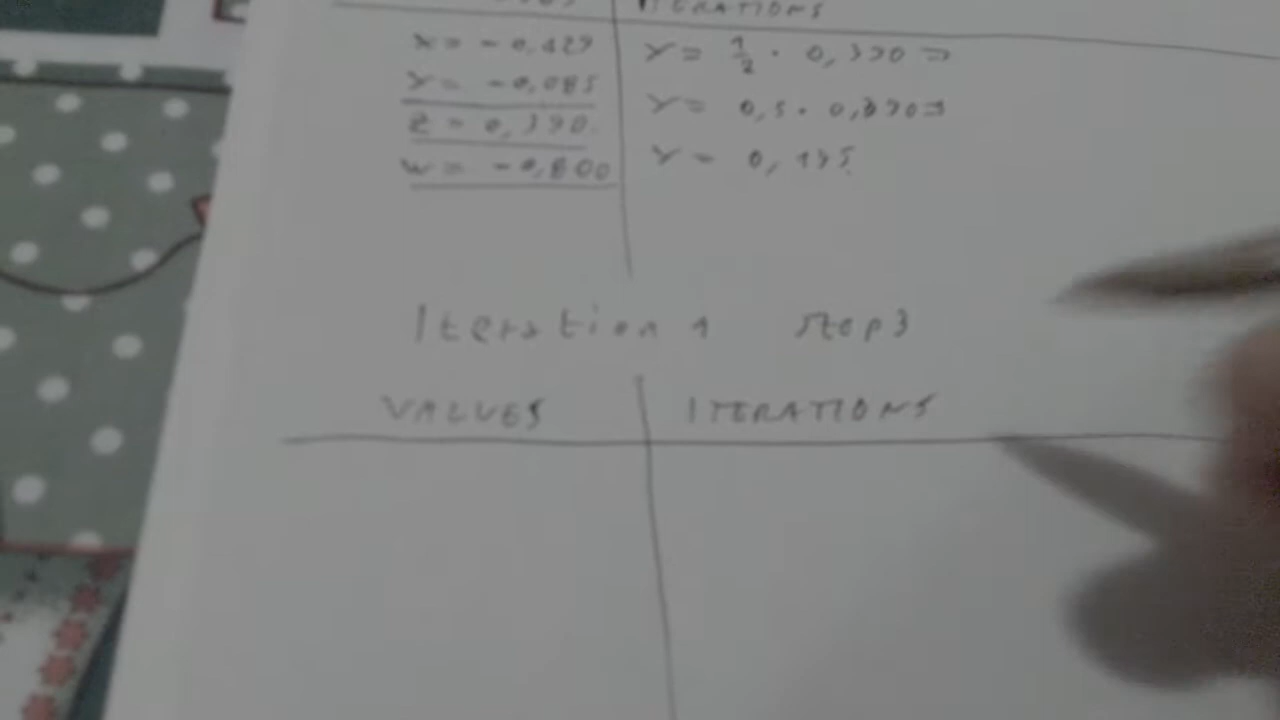 ITERATIONS
x = -0,429 Y = 1/2 · 0,390 =>
Y = -0,085 Y = 0,5 · 0,390 =>
z = 0,390 Y = 0,195
w = -0,800
Iteration 1 step 3
VALUES ITERATIONS